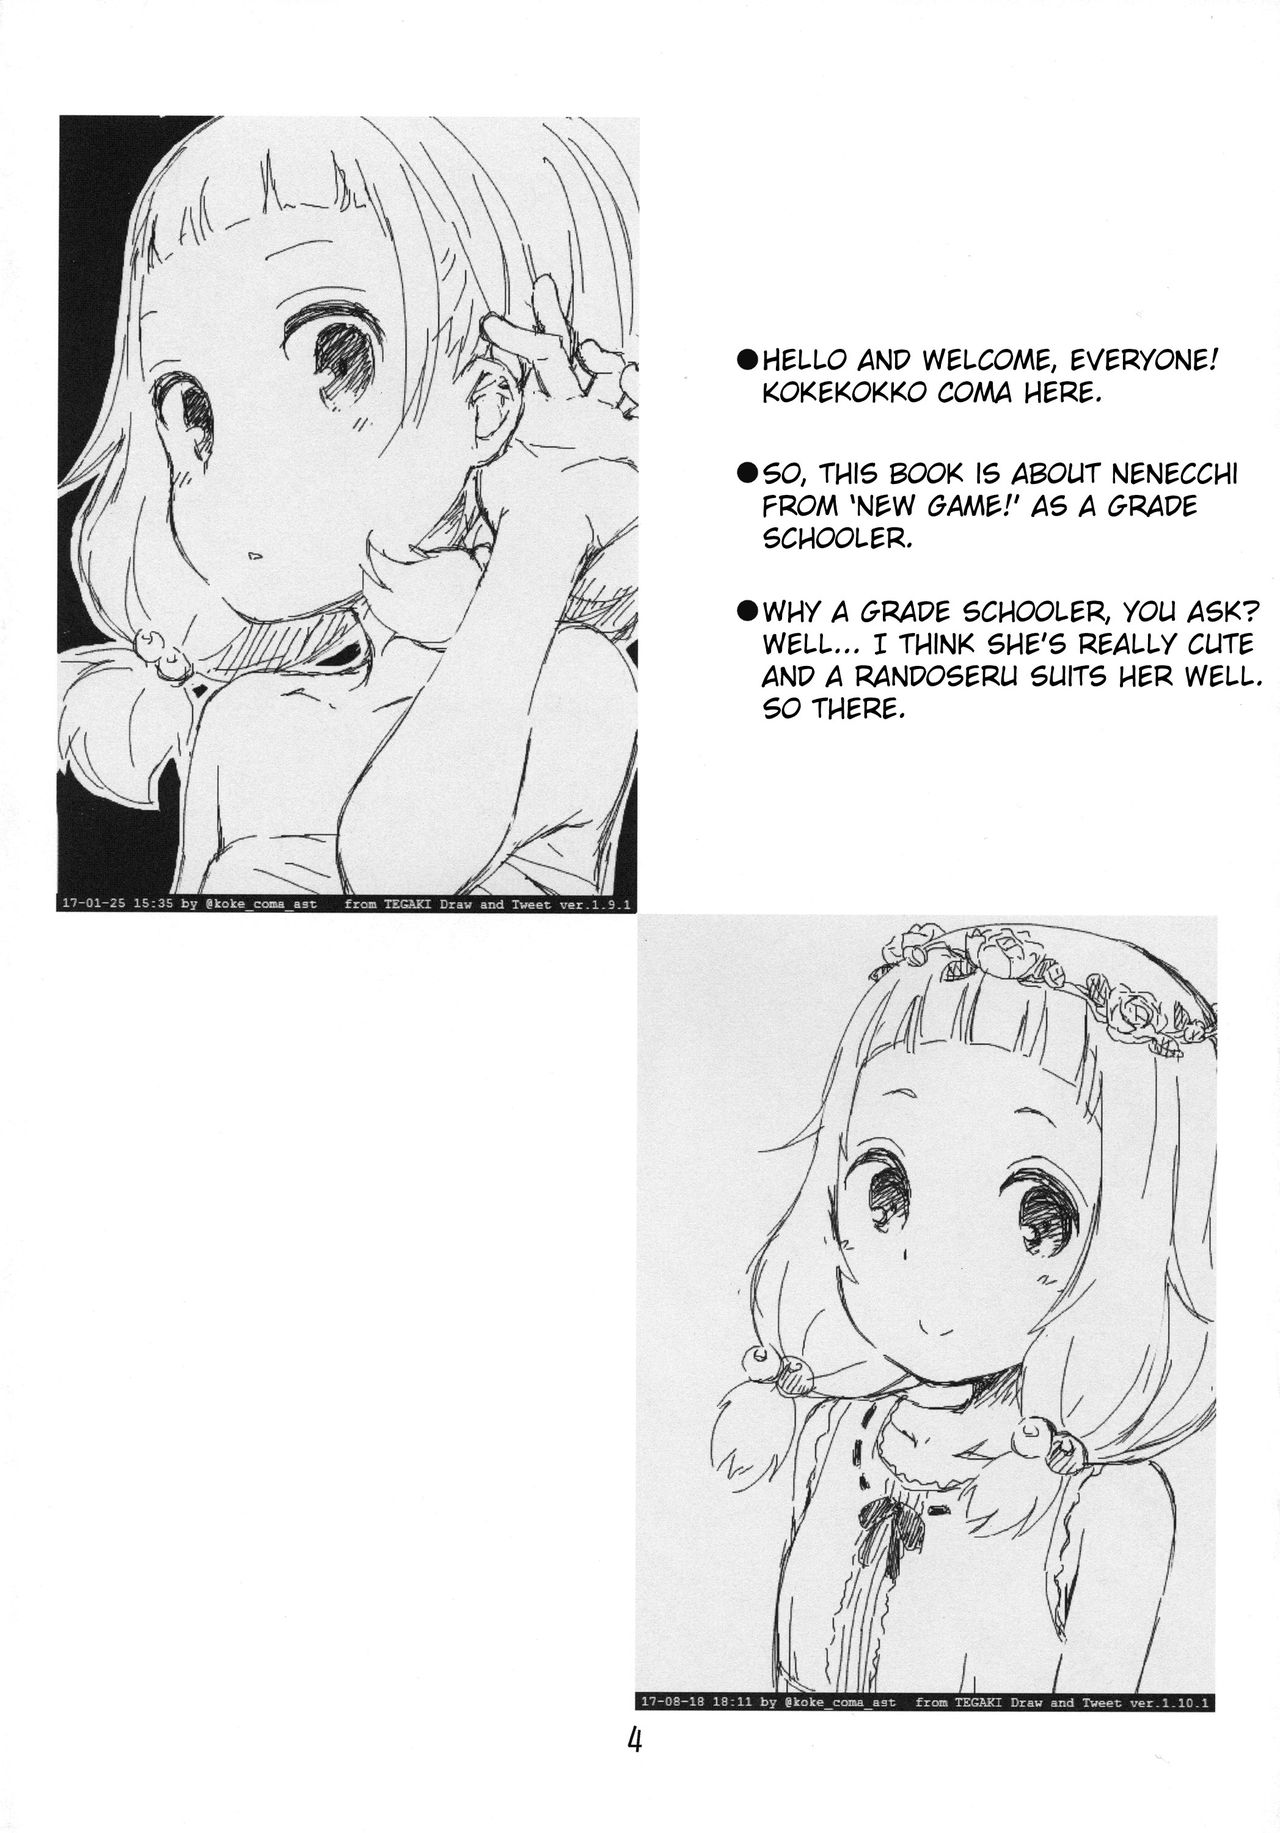 ●HELLO AND WELCOME, EVERYONE!
KOKEKOKKO COMA HERE.
●SO, THIS BOOK IS ABOUT NENECCHI
FROM ‘NEW GAME!’ AS A GRADE
SCHOOLER.
●WHY A GRADE SCHOOLER, YOU ASK?
WELL... I THINK SHE'S REALLY CUTE
AND A RANDOSERU SUITS HER WELL.
SO THERE.
17-01-25 15:35 by @koke_coma_ast from TEGAKI Draw and Tweet ver.1.9.1
17-08-18 18:11 by @koke_coma_ast from TEGAKI Draw and Tweet ver.1.10.1
4